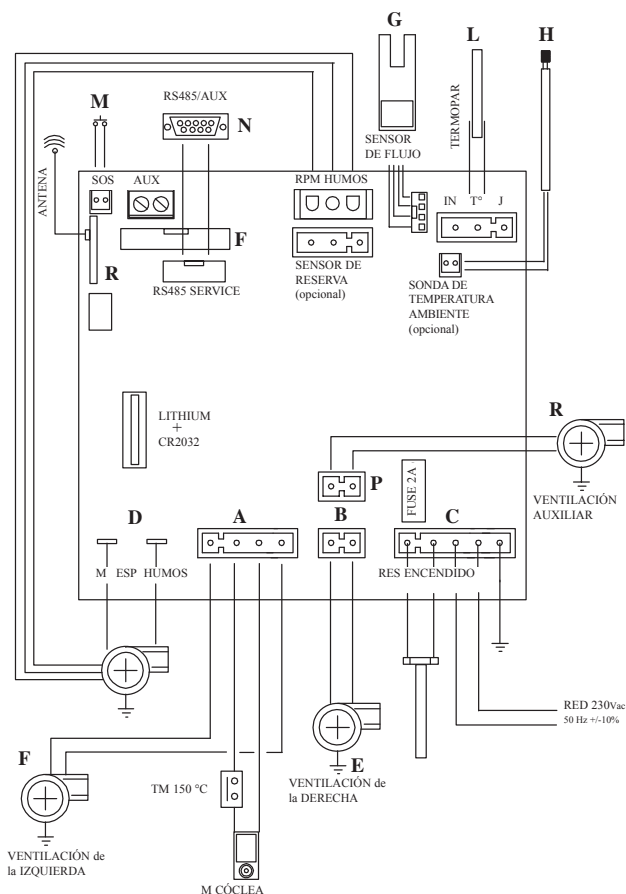 G
L
H
M
RS485/AUX
N
TERMOPAR
SENSOR
DE FLUJO
ANTENA
SOS
AUX
RPM HUMOS
IN T° J
F
R
RS485 SERVICE
SENSOR DE
RESERVA
(opcional)
SONDA DE
TEMPERATURA
AMBIENTE
(opcional)
LITHIUM
+
CR2032
R
P
FUSE 2A
VENTILACIÓN
AUXILIAR
D
A
B
C
M ESP HUMOS
RES ENCENDIDO
RED 230Vac
50 Hz +/-10%
F
TM 150 °C
E
VENTILACIÓN de
la DERECHA
VENTILACIÓN de
la IZQUIERDA
M CÓCLEA